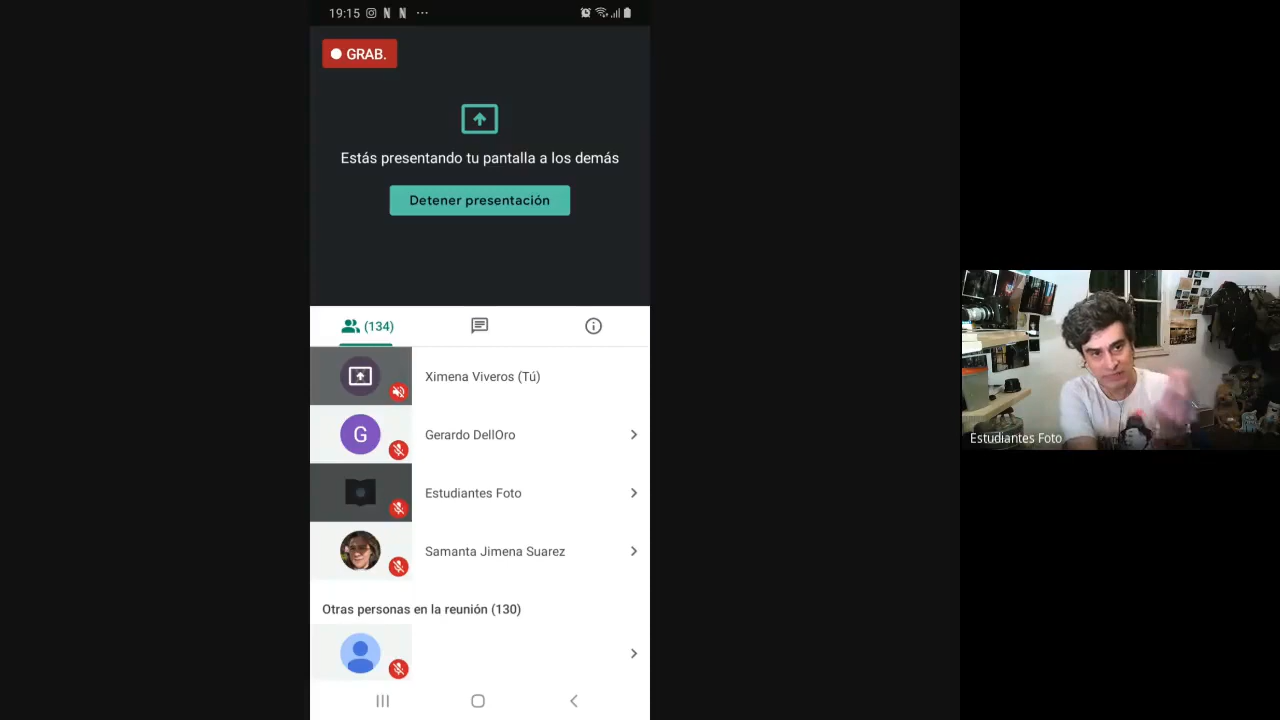 19:15
GRAB.
Estás presentando tu pantalla a los demás
Detener presentación
(134)
Ximena Viveros (Tú)
G
Gerardo DellOro
Estudiantes Foto
Samanta Jimena Suarez
Otras personas en la reunión (130)
Estudiantes Foto